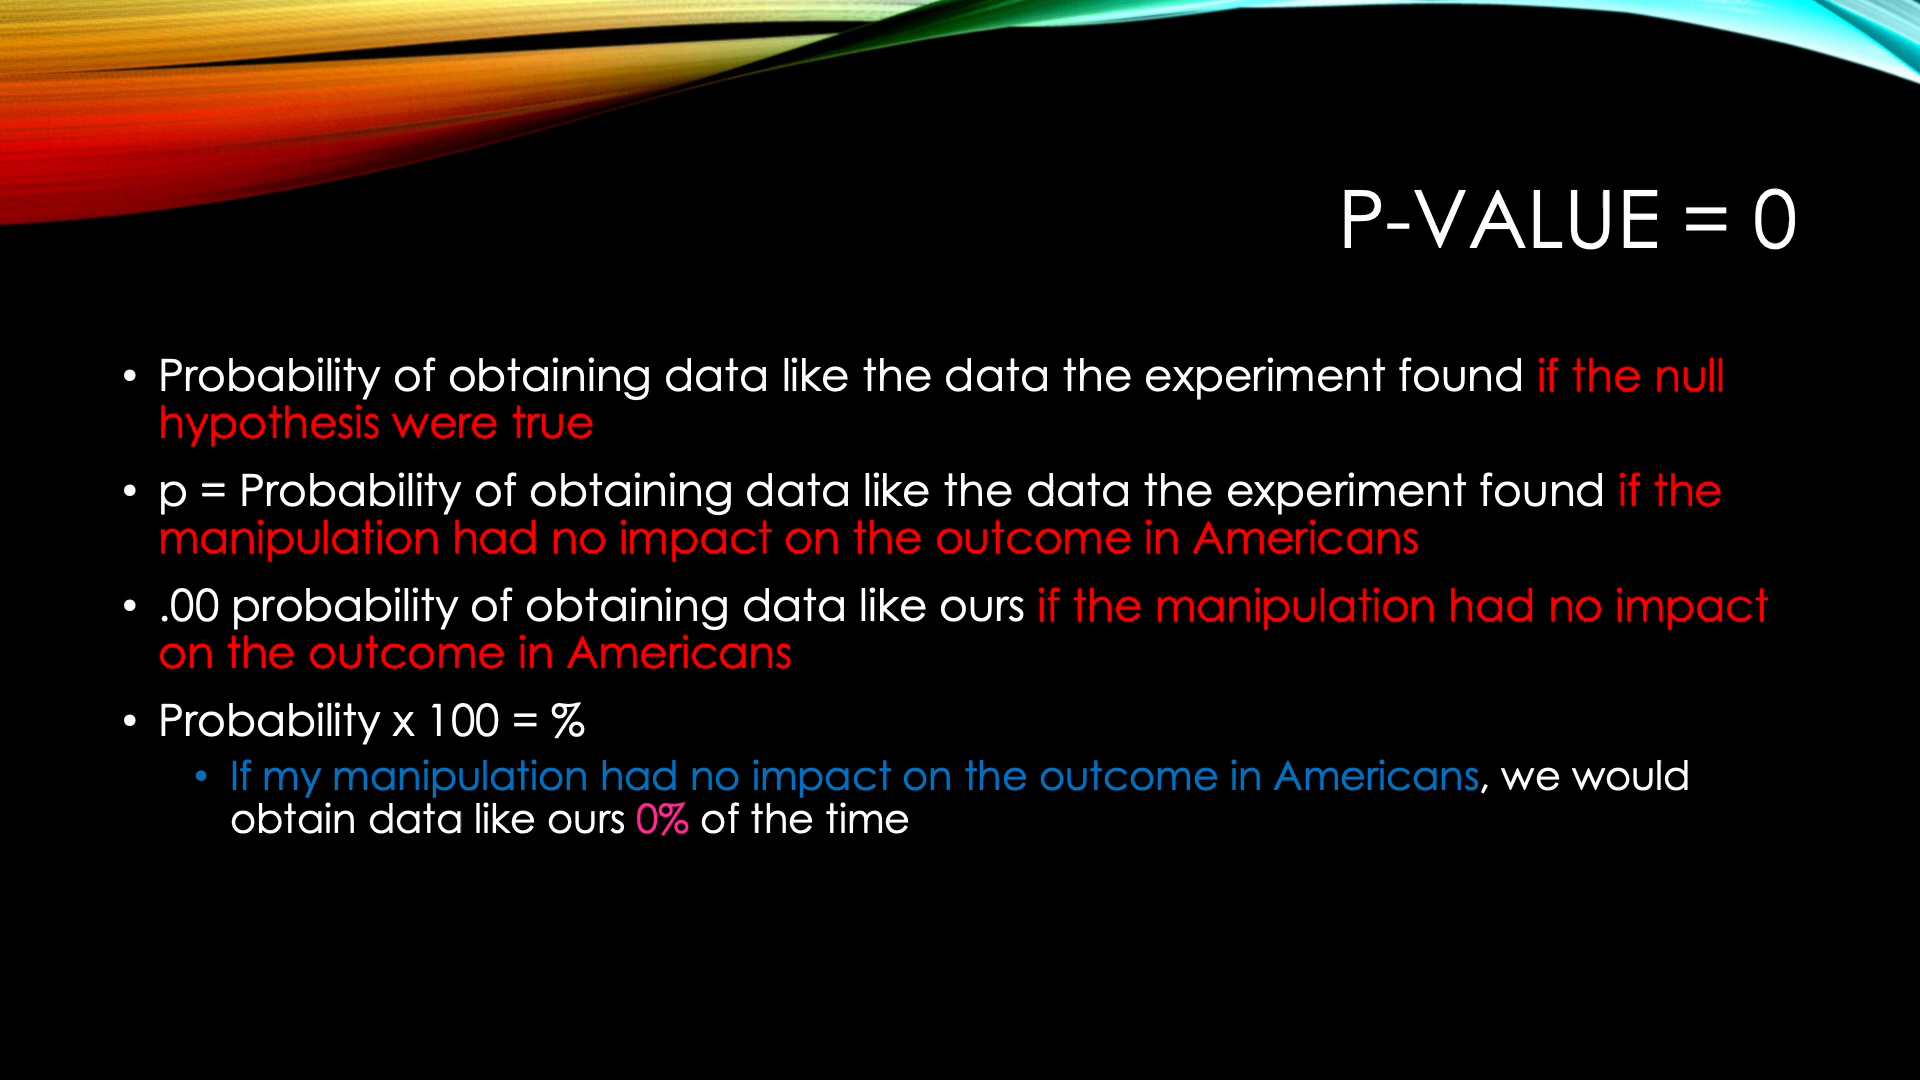 P-VALUE = 0
• Probability of obtaining data like the data the experiment found if the null
hypothesis were true
• p = Probability of obtaining data like the data the experiment found if the
manipulation had no impact on the outcome in Americans
• .00 probability of obtaining data like ours if the manipulation had no impact
on the outcome in Americans
• Probability x 100 = %
• If my manipulation had no impact on the outcome in Americans, we would
obtain data like ours 0% of the time